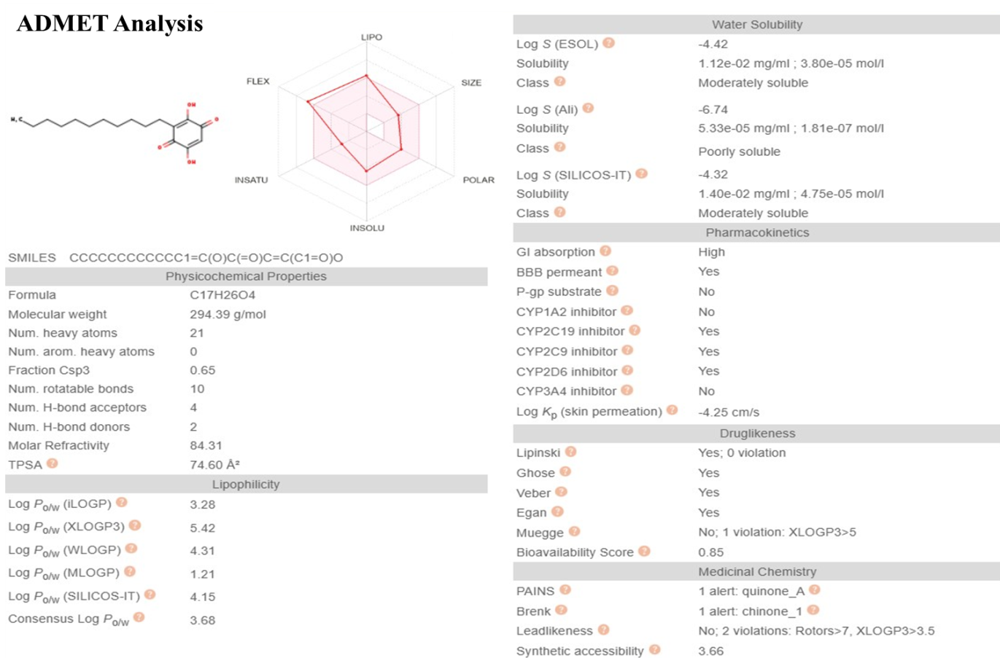 ADMET Analysis
LIPO
FLEX
SIZE
INSATU
POLAR
INSOLU
H₃C
OH
O
O
OH
SMILES CCCCCCCCCCCC1=C(O)C(=O)C=C(C1=O)O
Physicochemical Properties
Formula C17H26O4
Molecular weight 294.39 g/mol
Num. heavy atoms 21
Num. arom. heavy atoms 0
Fraction Csp3 0.65
Num. rotatable bonds 10
Num. H-bond acceptors 4
Num. H-bond donors 2
Molar Refractivity 84.31
TPSA ? 74.60 Å²
Lipophilicity
Log Po/w (iLOGP) ? 3.28
Log Po/w (XLOGP3) ? 5.42
Log Po/w (WLOGP) ? 4.31
Log Po/w (MLOGP) ? 1.21
Log Po/w (SILICOS-IT) ? 4.15
Consensus Log Po/w ? 3.68
Water Solubility
Log S (ESOL) ? -4.42
Solubility 1.12e-02 mg/ml ; 3.80e-05 mol/l
Class ? Moderately soluble
Log S (Ali) ? -6.74
Solubility 5.33e-05 mg/ml ; 1.81e-07 mol/l
Class ? Poorly soluble
Log S (SILICOS-IT) ? -4.32
Solubility 1.40e-02 mg/ml ; 4.75e-05 mol/l
Class ? Moderately soluble
Pharmacokinetics
GI absorption ? High
BBB permeant ? Yes
P-gp substrate ? No
CYP1A2 inhibitor ? No
CYP2C19 inhibitor ? Yes
CYP2C9 inhibitor ? Yes
CYP2D6 inhibitor ? Yes
CYP3A4 inhibitor ? No
Log Kp (skin permeation) ? -4.25 cm/s
Druglikeness
Lipinski ? Yes; 0 violation
Ghose ? Yes
Veber ? Yes
Egan ? Yes
Muegge ? No; 1 violation: XLOGP3>5
Bioavailability Score ? 0.85
Medicinal Chemistry
PAINS ? 1 alert: quinone_A ?
Brenk ? 1 alert: chinone_1 ?
Leadlikeness ? No; 2 violations: Rotors>7, XLOGP3>3.5
Synthetic accessibility ? 3.66